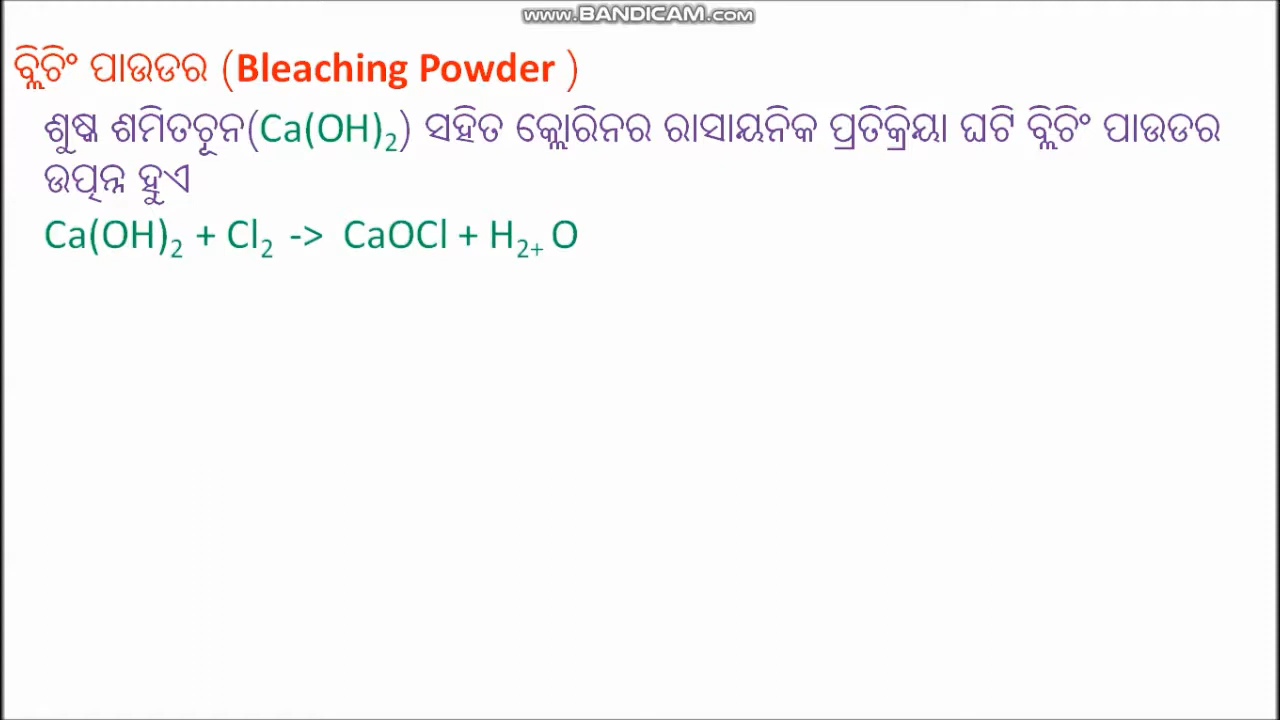 www.BANDICAM.com
ବ୍ଲିଚିଂ ପାଉଡର (Bleaching Powder )
ଶୁଷ୍କ ଶମିତଚୂନ(Ca(OH)₂) ସହିତ କ୍ଲୋରିନର ରାସାୟନିକ ପ୍ରତିକ୍ରିୟା ଘଟି ବ୍ଲିଚିଂ ପାଉଡର
ଉତ୍ପନ୍ନ ହୁଏ
Ca(OH)₂ + Cl₂ -> CaOCl + H₂₊ O